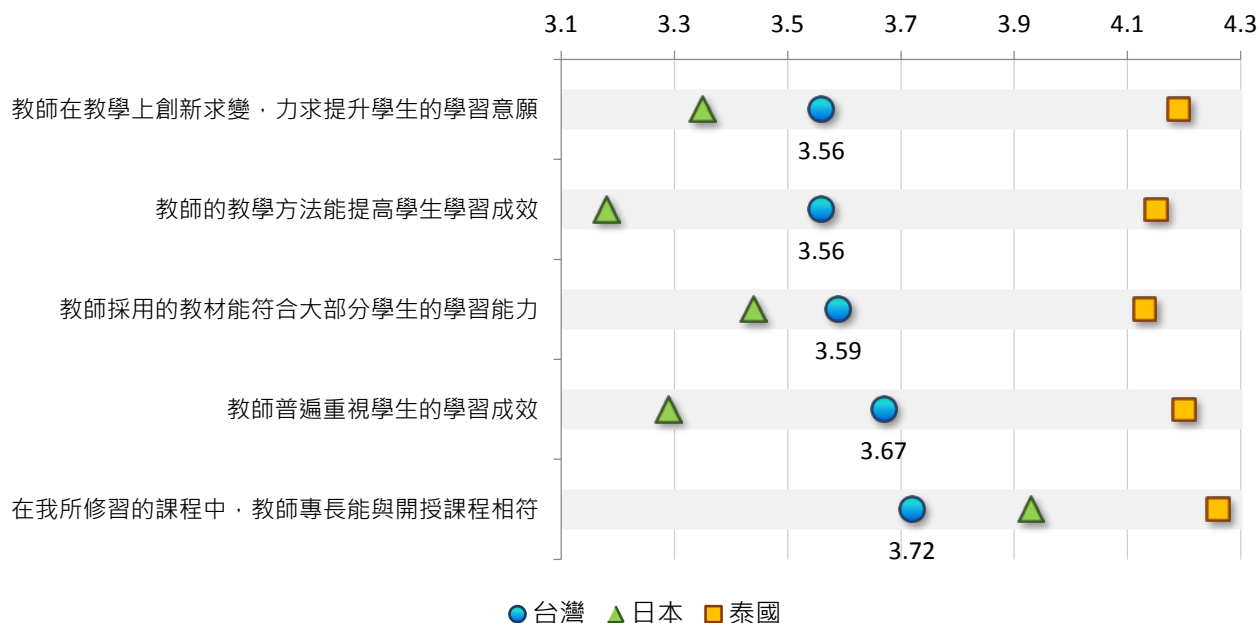 3.1 3.3 3.5 3.7 3.9 4.1 4.3
教師在教學上創新求變，力求提升學生的學習意願
3.56
教師的教學方法能提高學生學習成效
3.56
教師採用的教材能符合大部分學生的學習能力
3.59
教師普遍重視學生的學習成效
3.67
在我所修習的課程中，教師專長能與開授課程相符
3.72
台灣 日本 泰國